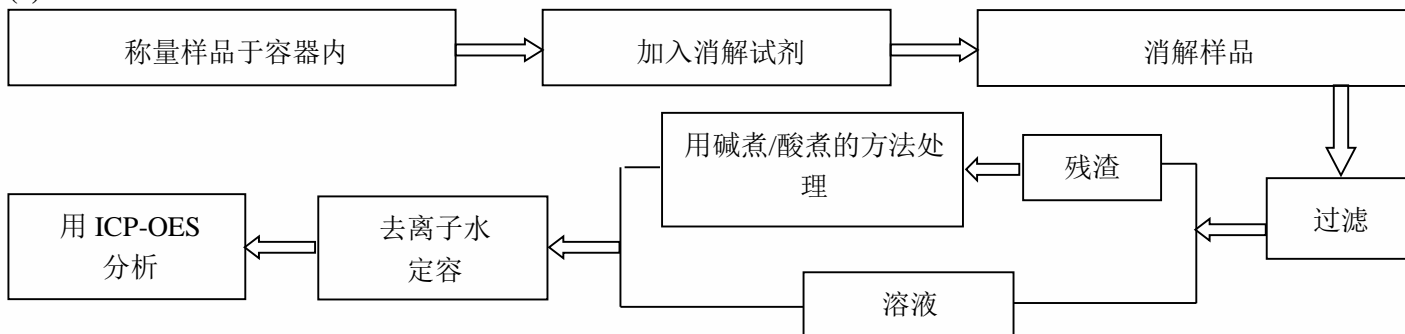 称量样品于容器内
加入消解试剂
消解样品
用碱煮/酸煮的方法处
理
残渣
过滤
用 ICP-OES
分析
去离子水
定容
溶液